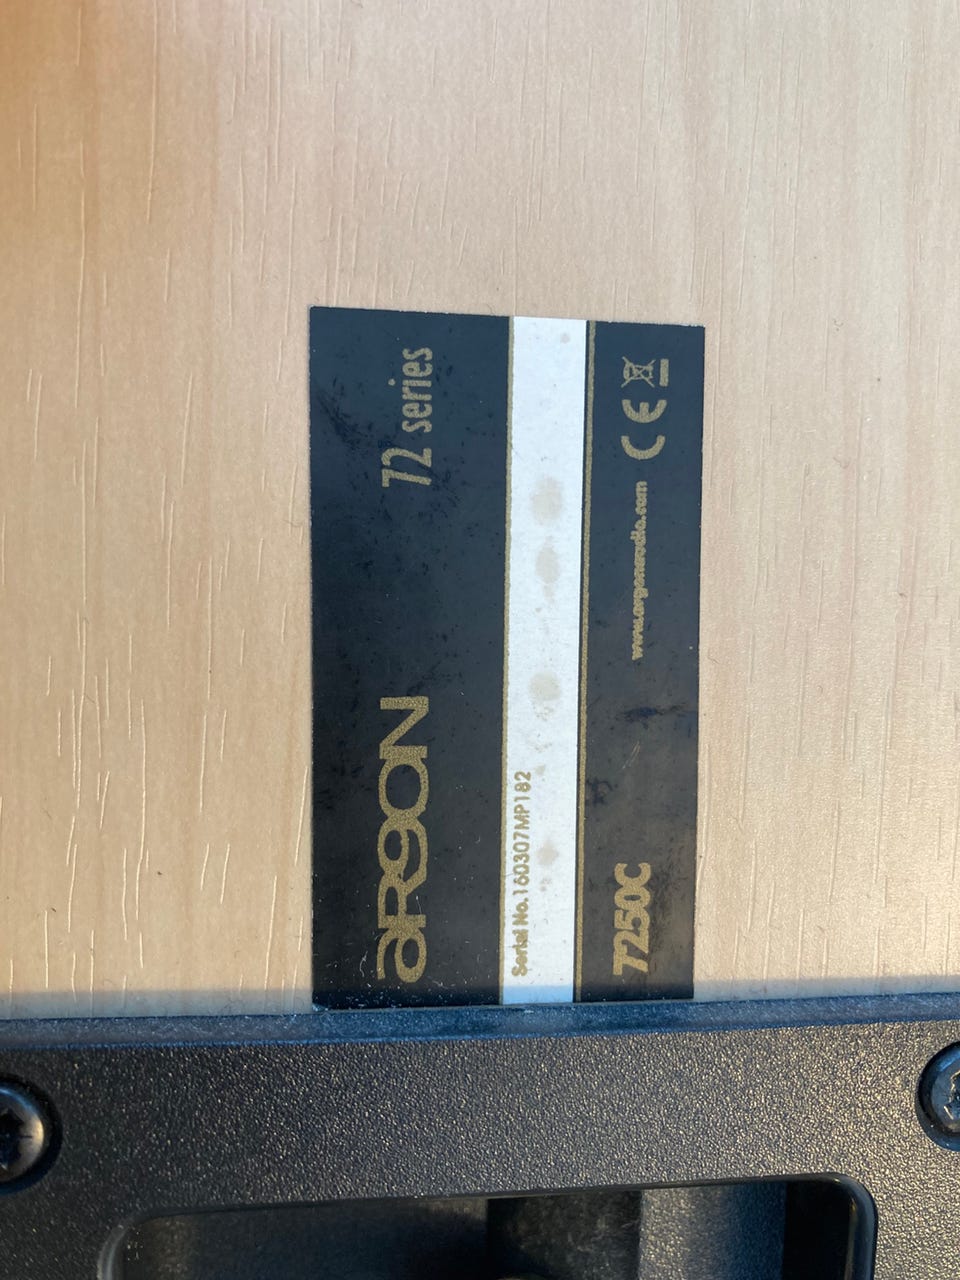 aRGON 72 series
Serial No.160307MP182
7250C www.argonaudio.com CE